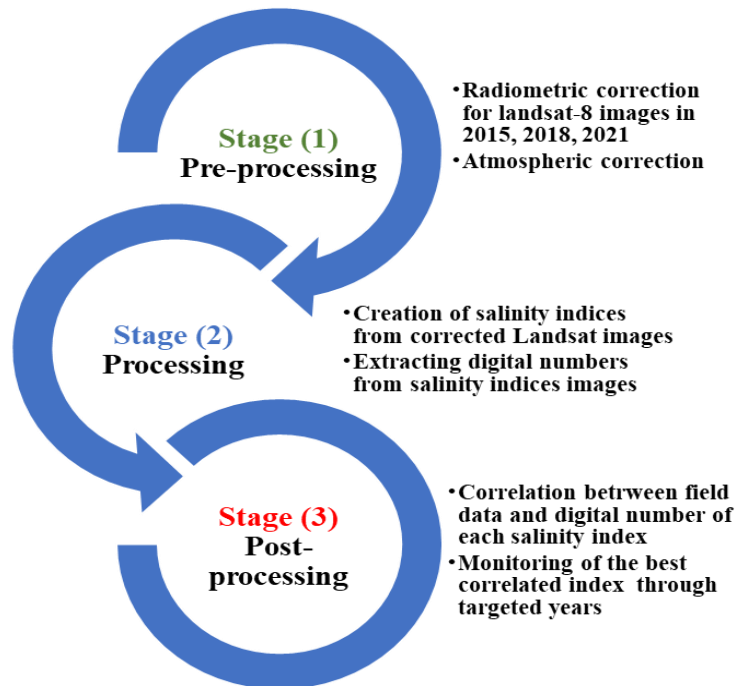 Stage (1)
Pre-processing
•Radiometric correction
for landsat-8 images in
2015, 2018, 2021
•Atmospheric correction
Stage (2)
Processing
•Creation of salinity indices
from corrected Landsat images
•Extracting digital numbers
from salinity indices images
Stage (3)
Post-
processing
•Correlation betrween field
data and digital number of
each salinity index
•Monitoring of the best
correlated index through
targeted years